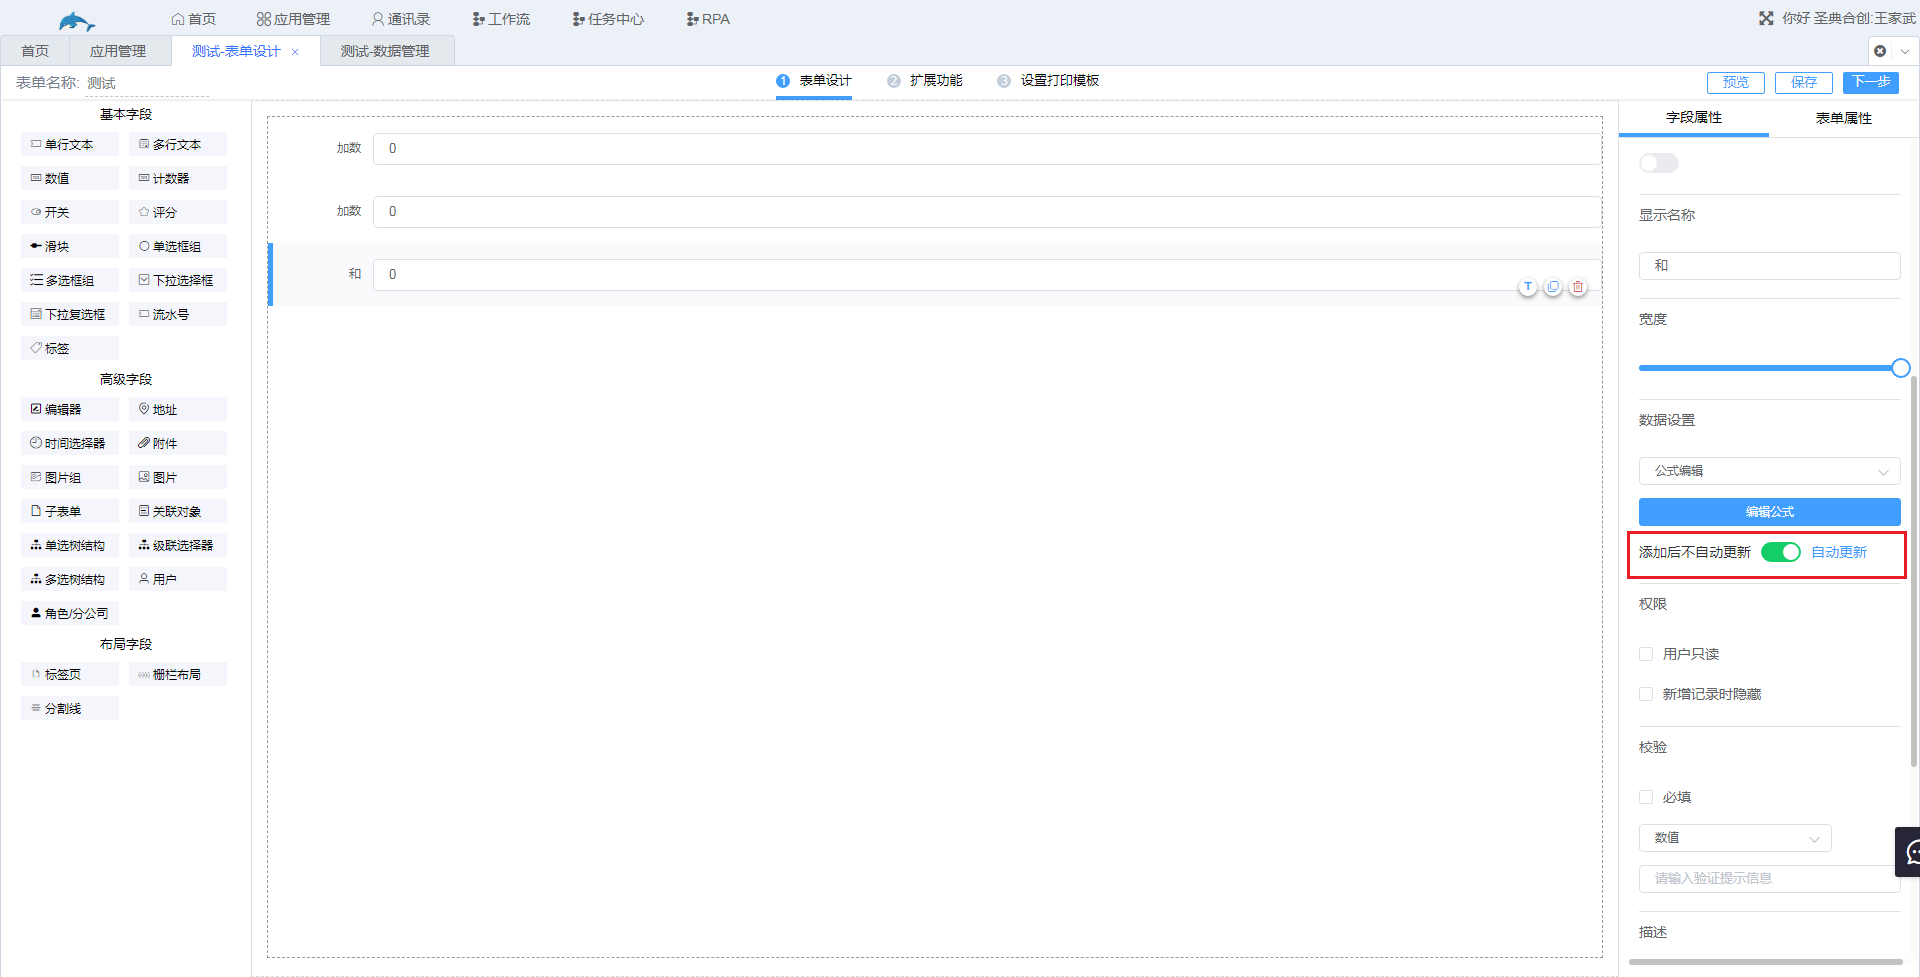 首页 应用管理 通讯录 工作流 任务中心 RPA 你好 圣典合创:王家武
首页 应用管理 测试-表单设计 × 测试-数据管理
表单名称: 测试 1 表单设计 2 扩展功能 3 设置打印模板 预览 保存 下一步
基本字段
单行文本 多行文本
数值 计数器
开关 评分
滑块 单选框组
多选框组 下拉选择框
下拉复选框 流水号
标签
高级字段
编辑器 地址
时间选择器 附件
图片组 图片
子表单 关联对象
单选树结构 级联选择器
多选树结构 用户
角色/分公司
布局字段
标签页 栅栏布局
分割线
加数 0
加数 0
和 0
T
字段属性 表单属性
显示名称
和
宽度
数据设置
公式编辑
编辑公式
添加后不自动更新 自动更新
权限
用户只读
新增记录时隐藏
校验
必填
数值
请输入验证提示信息
描述